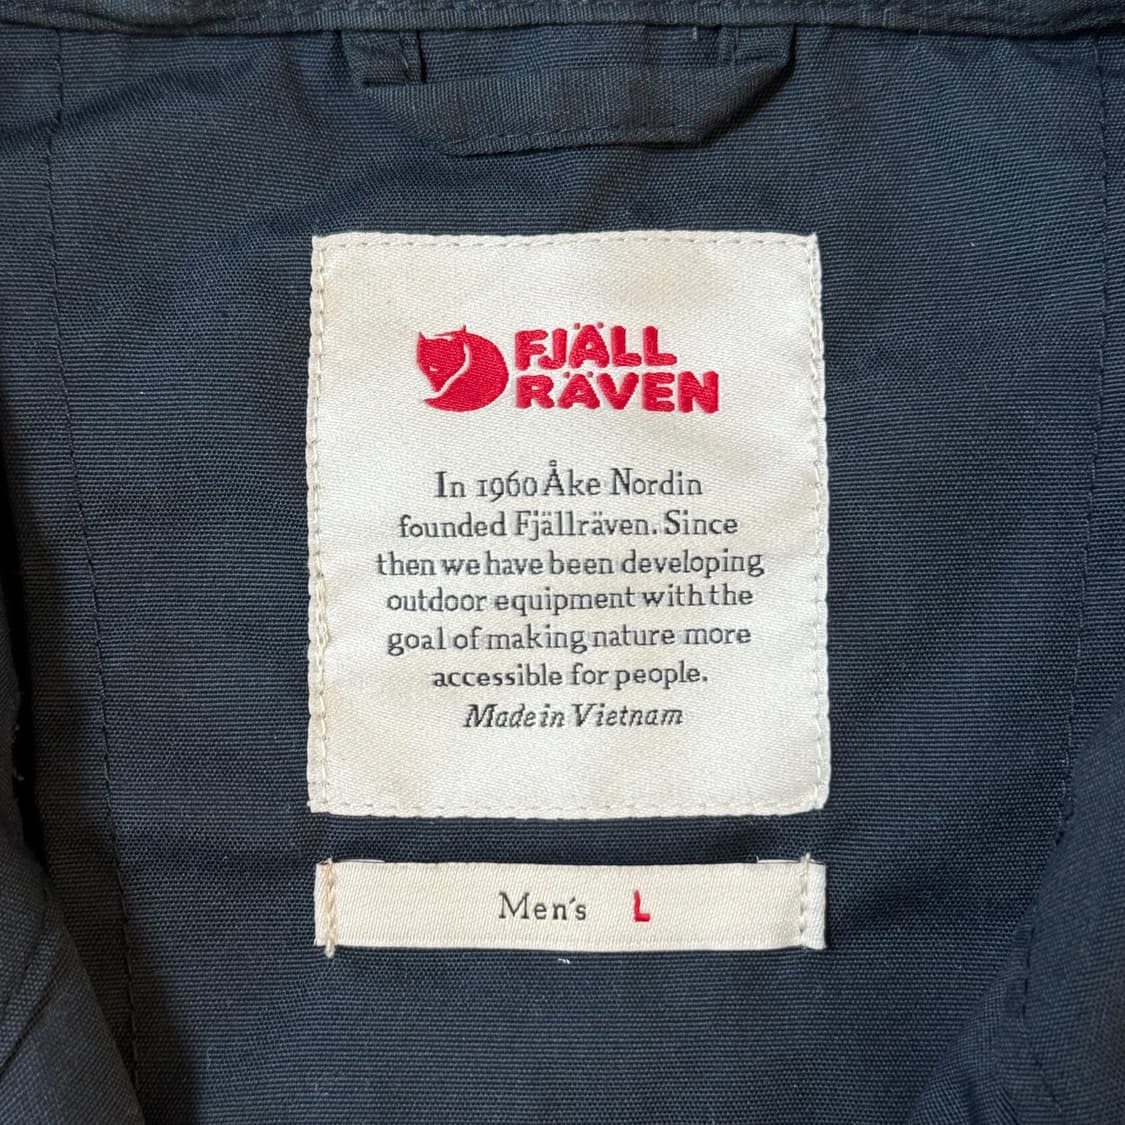 FJÄLL
RÄVEN
In 1960 Åke Nordin
founded Fjällräven. Since
then we have been developing
outdoor equipment with the
goal of making nature more
accessible for people.
Made in Vietnam
Men's L